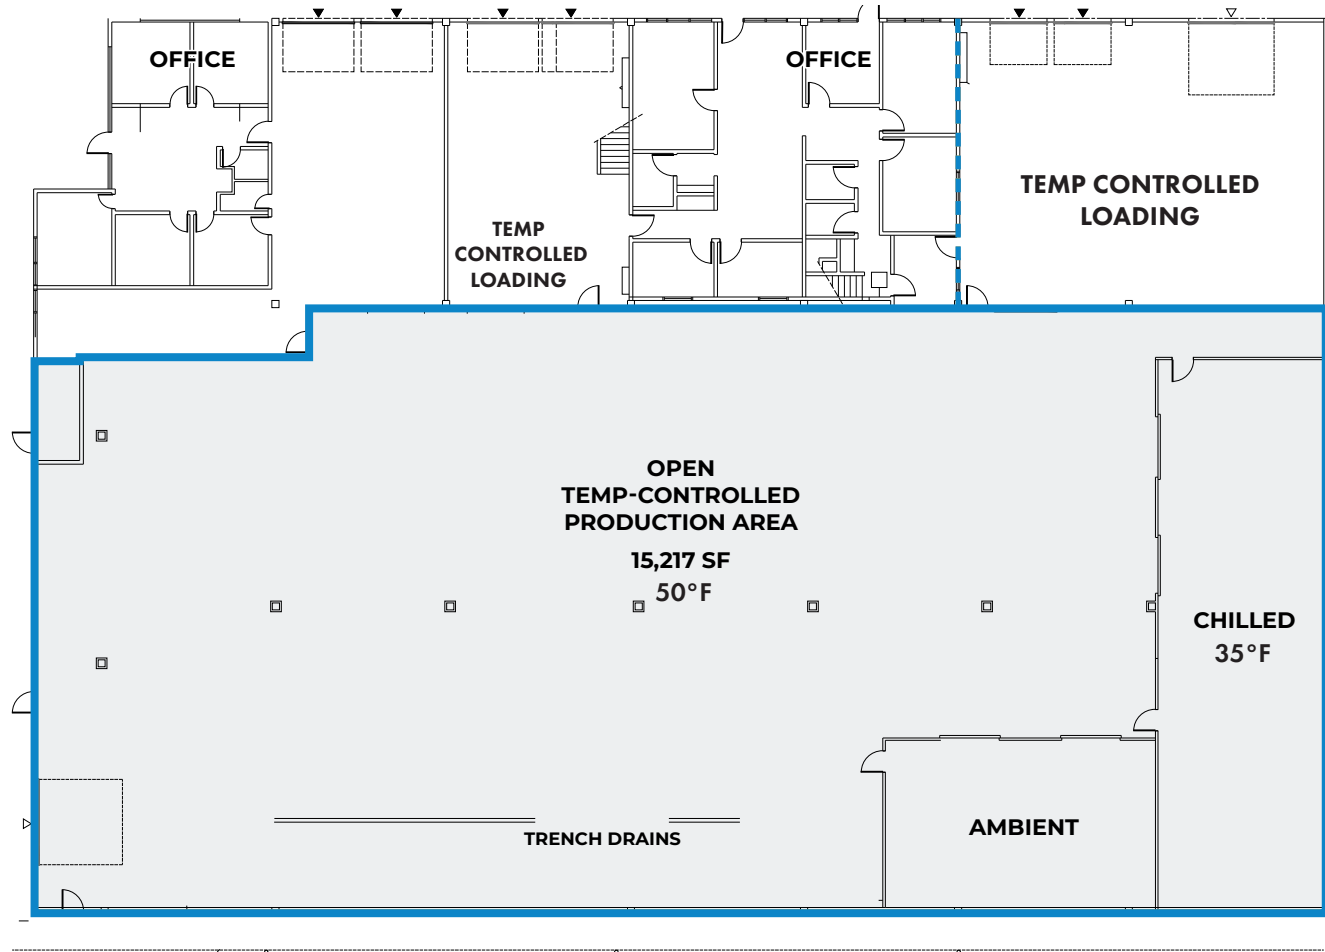 OFFICE
OFFICE
TEMP CONTROLLED
LOADING
TEMP
CONTROLLED
LOADING
OPEN
TEMP-CONTROLLED
PRODUCTION AREA
15,217 SF
50°F
CHILLED
35°F
AMBIENT
TRENCH DRAINS